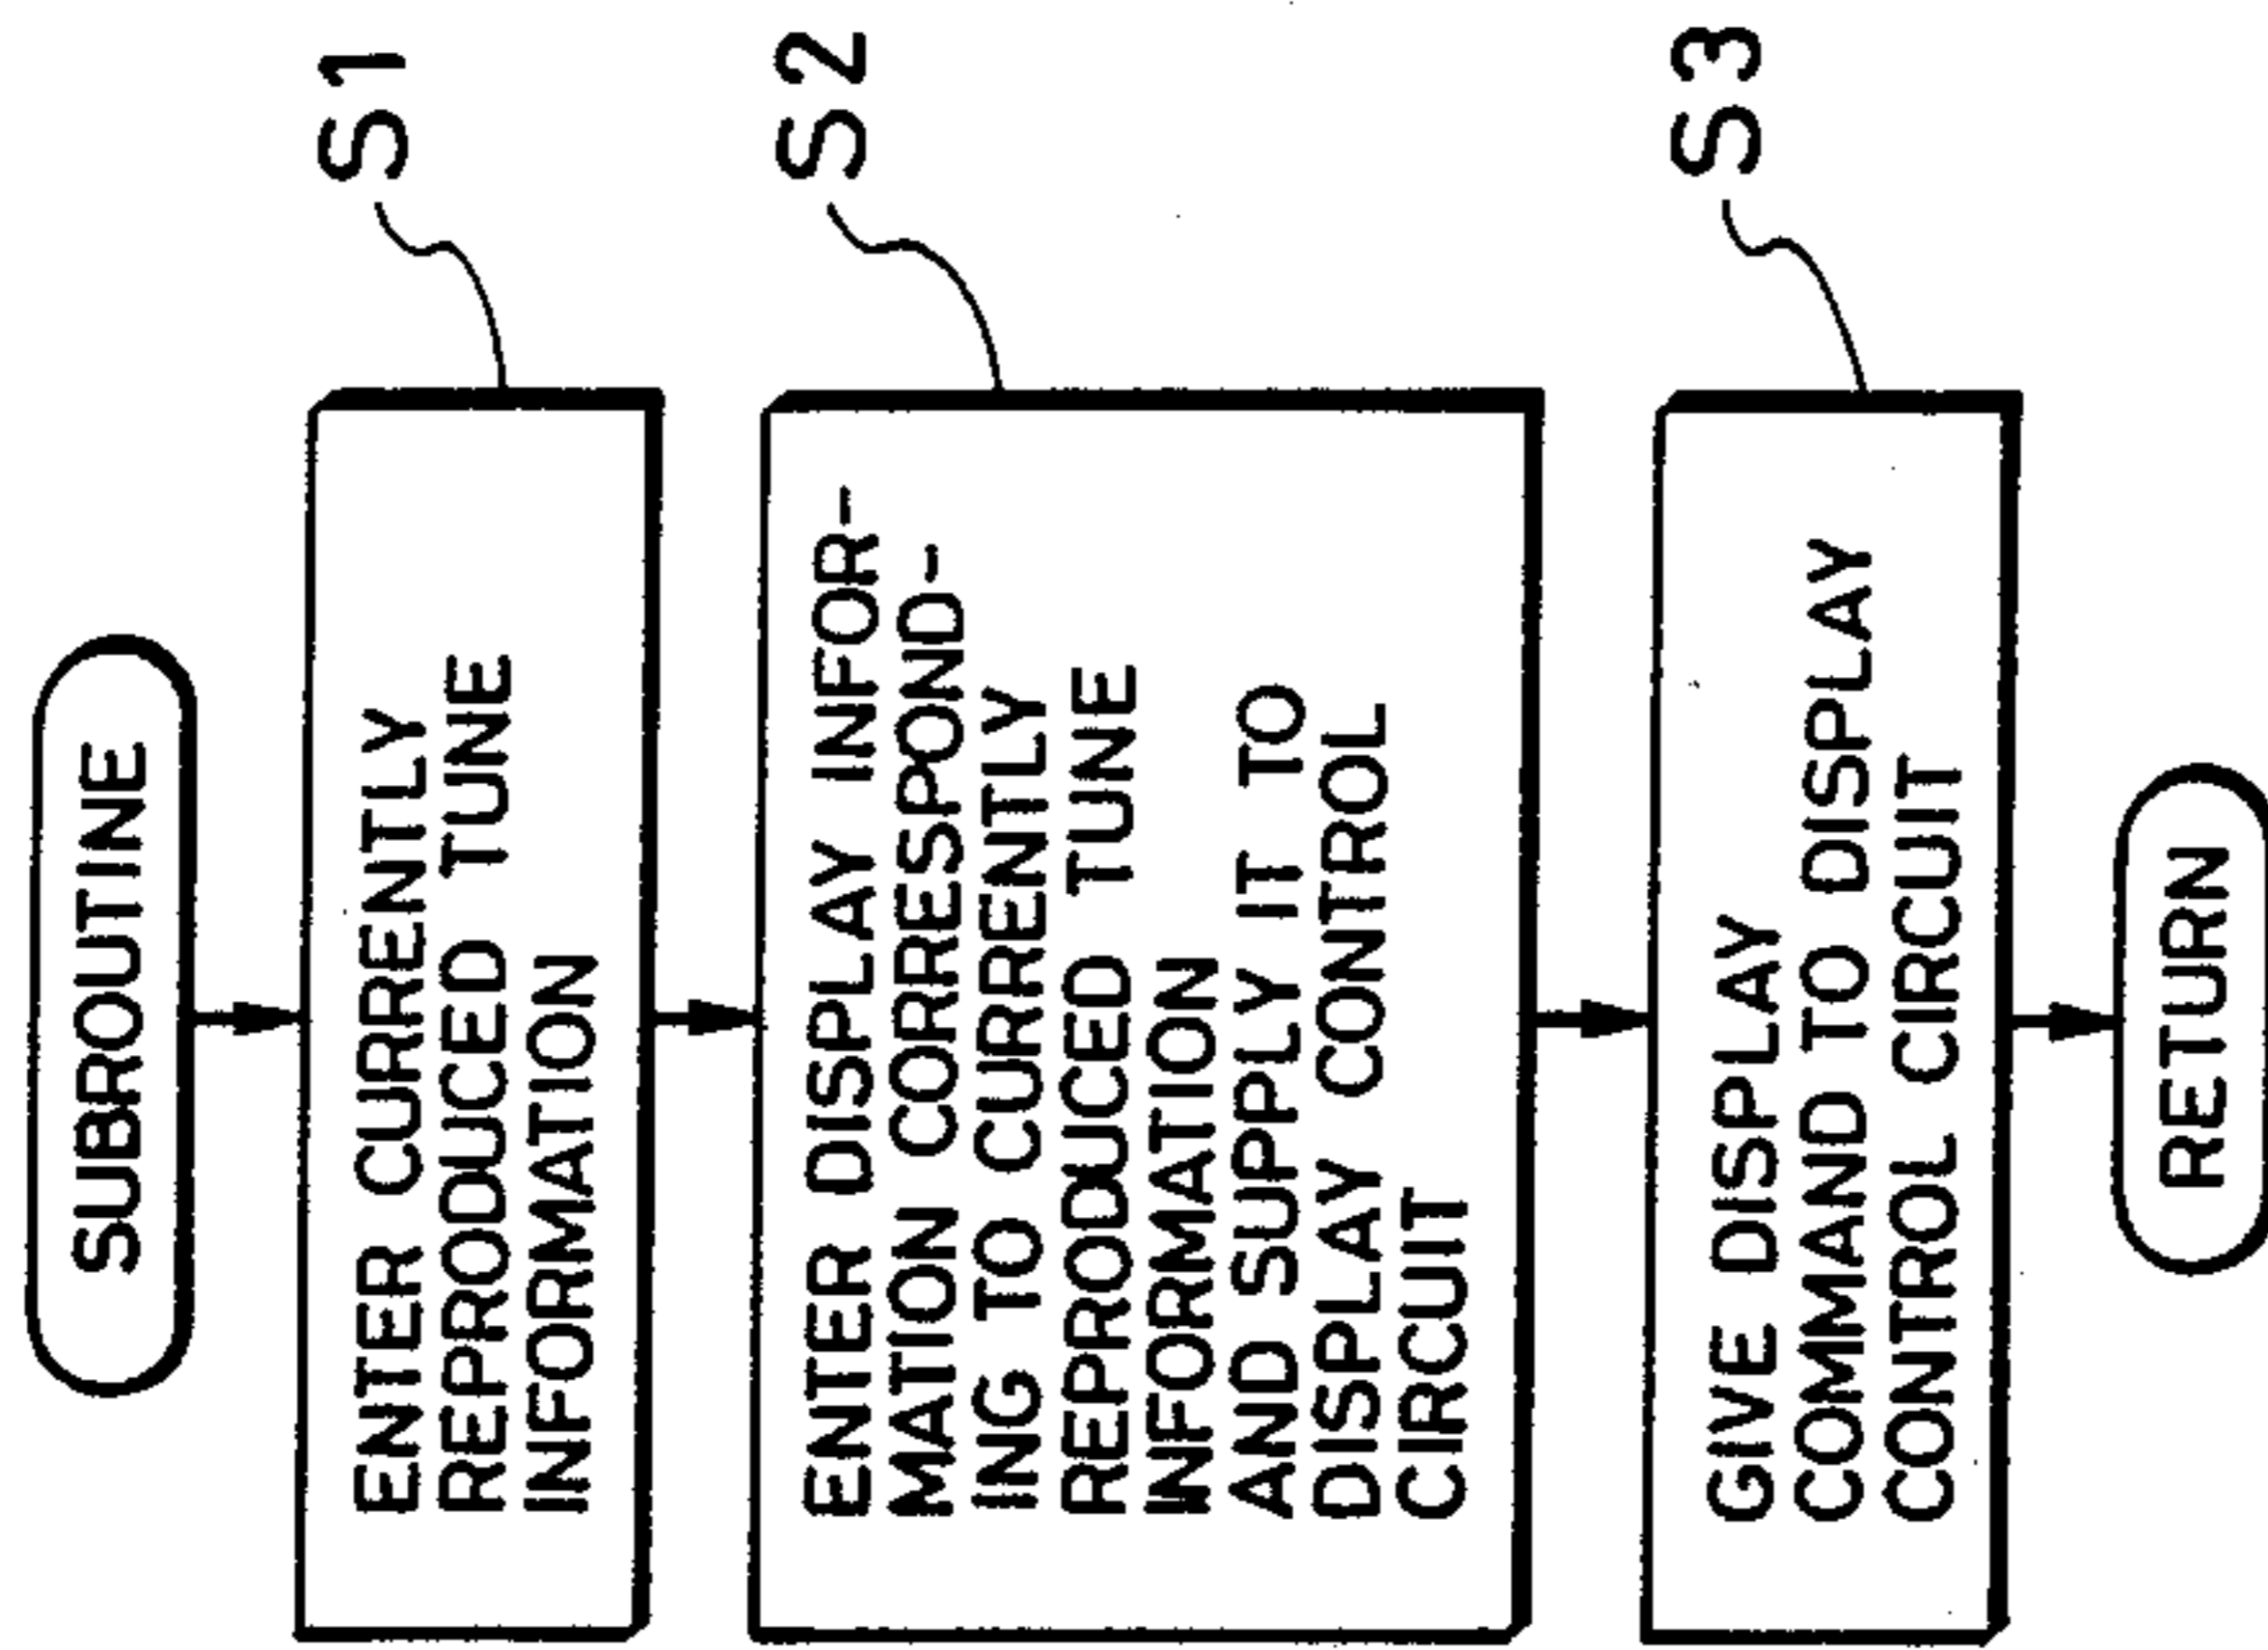 SUBROUTINE
S1
ENTER CURRENTLY
REPRODUCED TUNE
INFORMATION
S2
ENTER DISPLAY INFOR-
MATION CORRESPOND-
ING TO CURRENTLY
REPRODUCED TUNE
INFORMATION
AND SUPPLY IT TO
DISPLAY CONTROL
CIRCUIT
S3
GIVE DISPLAY
COMMAND TO DISPLAY
CONTROL CIRCUIT
RETURN